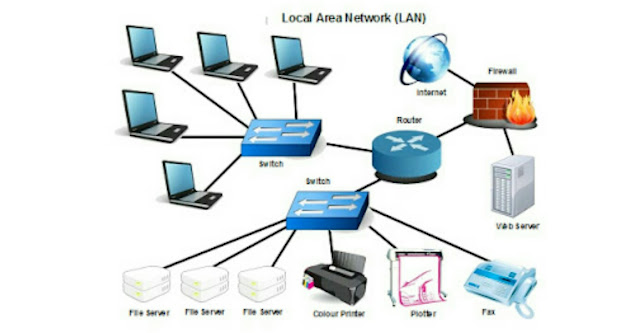 Local Area Network (LAN)
Internet
Firewall
Router
Switch
Switch
Web Server
File Server
File Server
File Server
Colour Printer
Plotter
Fax